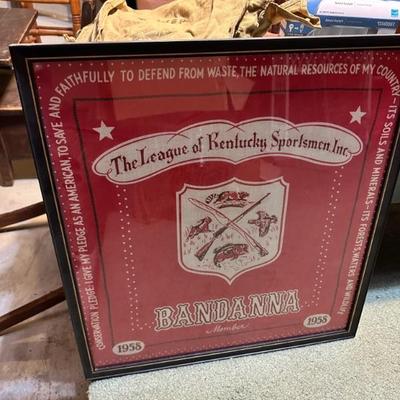 CONSERVATION PLEDGE: I GIVE MY PLEDGE AS AN AMERICAN, TO SAVE AND FAITHFULLY TO DEFEND FROM WASTE, THE NATURAL RESOURCES OF MY COUNTRY - ITS SOILS AND MINERALS - ITS FORESTS, WATERS AND WILDLIFE
The League of Kentucky Sportsmen, Inc.
BANDANNA
Member
1958
1958